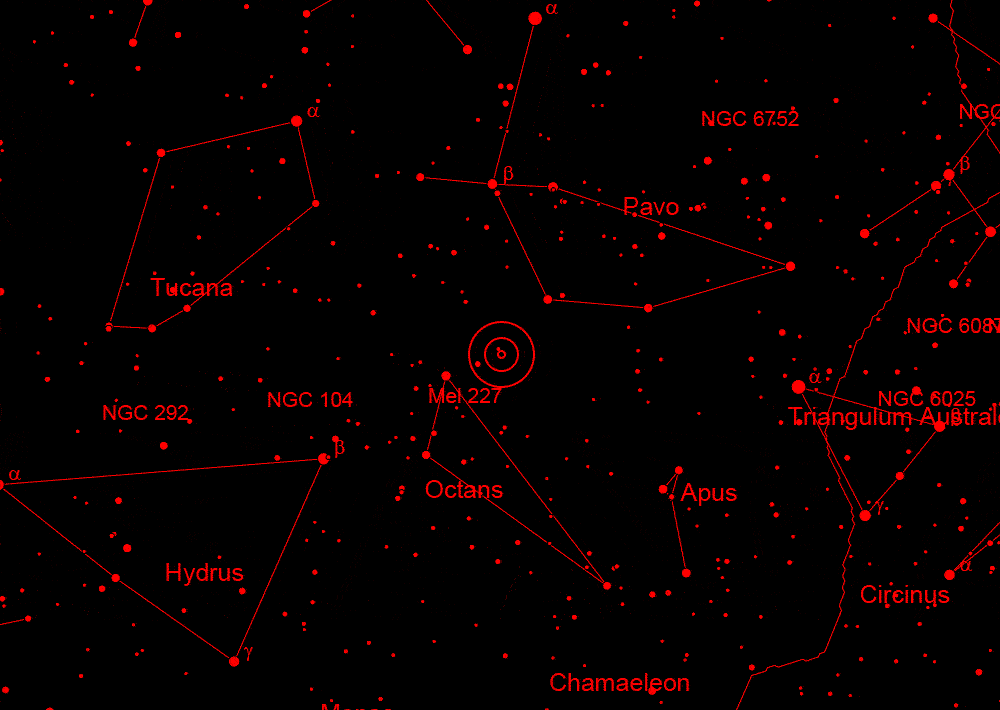 α
α
NGC 6752
NGC
β
β
Pavo
Tucana
NGC 6087
α
Mel 227
NGC 104
NGC 292
NGC 6025
Triangulum Australe
β
β
α
Octans
Apus
γ
Hydrus
α
Circinus
γ
Chamaeleon